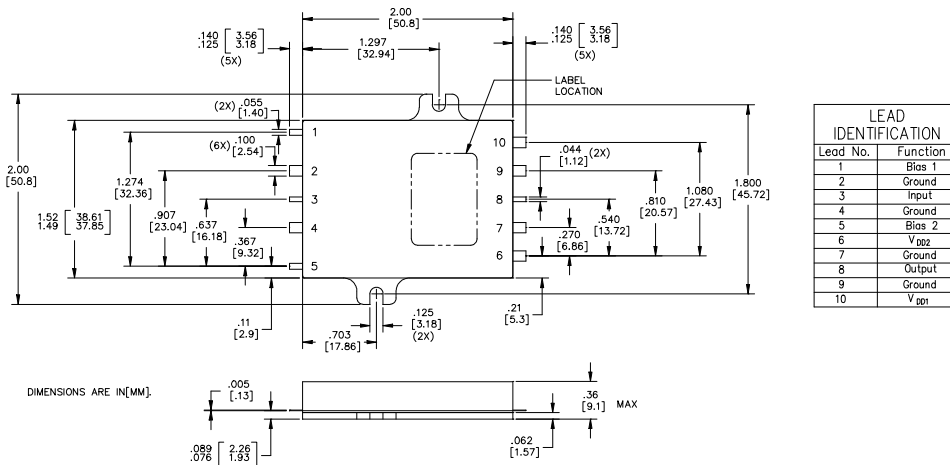 2.00
[50.8]
.140 [ 3.56
.125 3.18 ]
(5X)
1.297
[32.94]
.140 [ 3.56
.125 3.18 ]
(5X)
LABEL
LOCATION
(2X) .055
[1.40]
(6X) .100
[2.54]
.044 (2X)
[1.12]
2.00
[50.8]
1.52 [ 38.61
1.49 37.85 ]
1.274
[32.36]
.907
[23.04]
.637
[16.18]
.367
[9.32]
1
2
3
4
5
10
9
8
7
6
.270
[6.86]
.540
[13.72]
.810
[20.57]
1.080
[27.43]
1.800
[45.72]
.11
[2.9]
.703
[17.86]
.125
[3.18]
(2X)
.21
[5.3]
DIMENSIONS ARE IN[MM].
.005
[.13]
.089 [ 2.26
.076 1.93 ]
.062
[1.57]
.36 MAX
[9.1]
LEAD
IDENTIFICATION
Lead No. Function
1 Bias 1
2 Ground
3 Input
4 Ground
5 Bias 2
6 VDD2
7 Ground
8 Output
9 Ground
10 VDD1